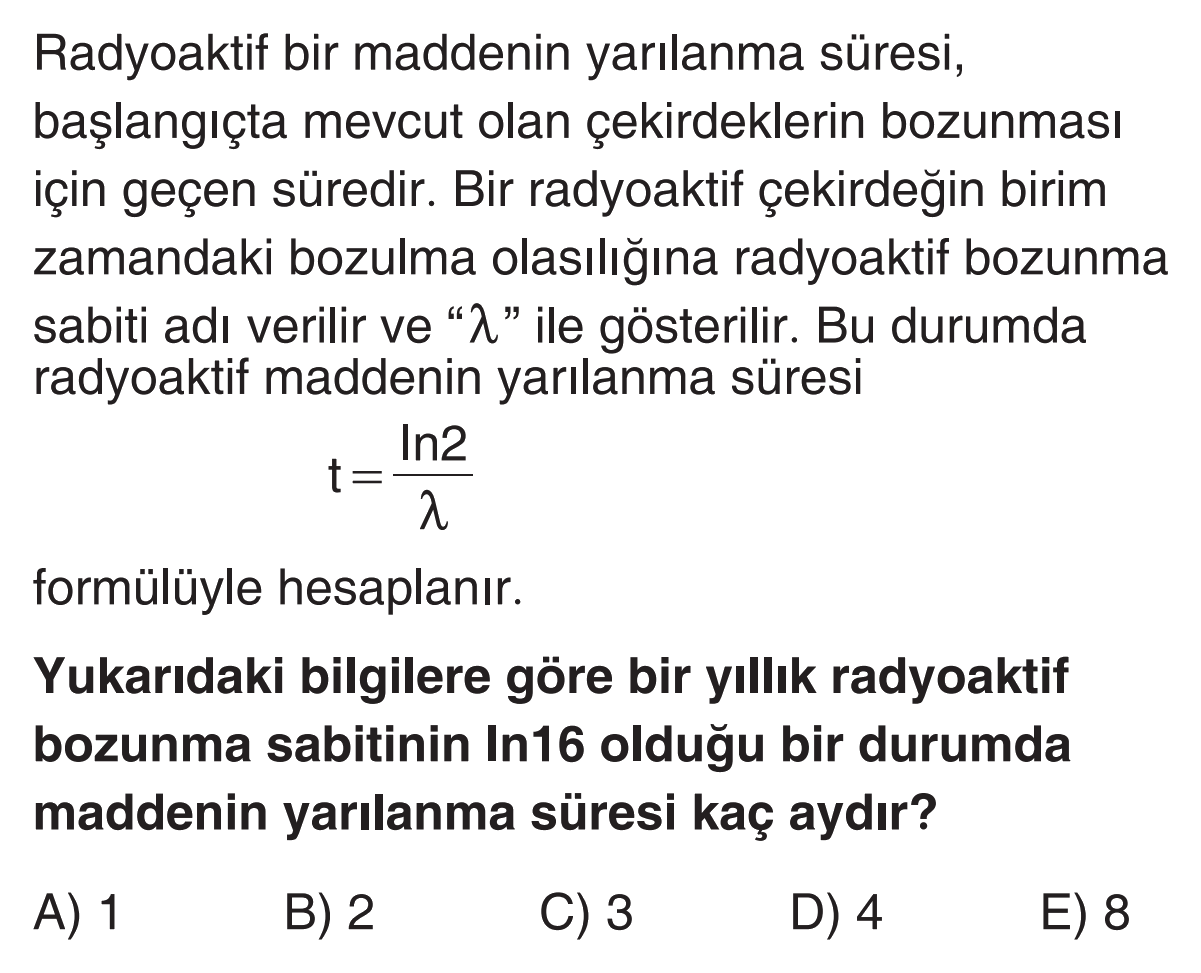 Radyoaktif bir maddenin yarılanma süresi,
başlangıçta mevcut olan çekirdeklerin bozunması
için geçen süredir. Bir radyoaktif çekirdeğin birim
zamandaki bozulma olasılığına radyoaktif bozunma
sabiti adı verilir ve “λ” ile gösterilir. Bu durumda
radyoaktif maddenin yarılanma süresi
t = ln2 / λ
formülüyle hesaplanır.
Yukarıdaki bilgilere göre bir yıllık radyoaktif
bozunma sabitinin ln16 olduğu bir durumda
maddenin yarılanma süresi kaç aydır?
A) 1 B) 2 C) 3 D) 4 E) 8